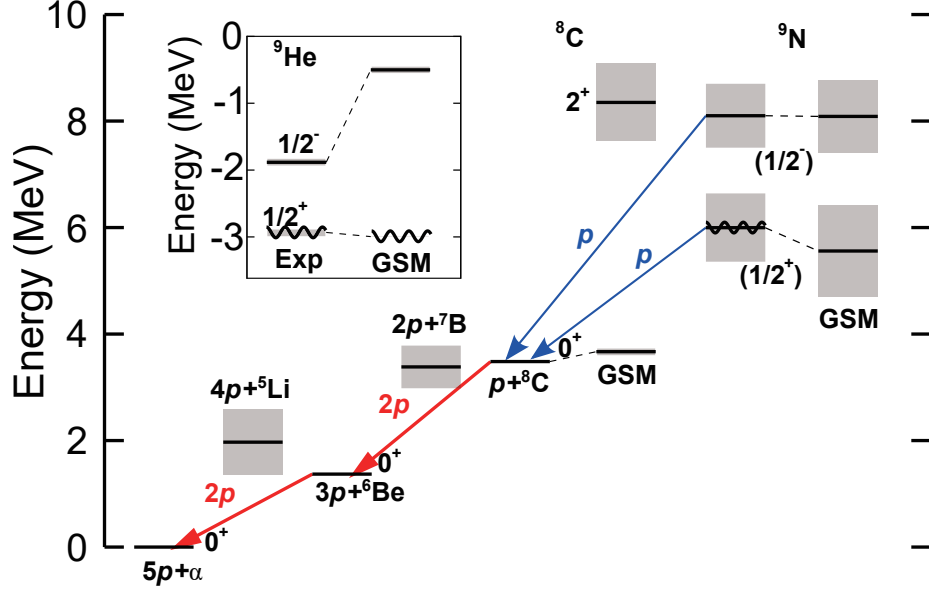 Energy (MeV)
10
8
6
4
2
0
Energy (MeV)
0
-1
-2
-3
⁹He
1/2⁻
1/2⁺
Exp
GSM
⁸C
⁹N
2⁺
(1/2⁻)
p
p
(1/2⁺)
GSM
2p+⁷B
0⁺
p+⁸C
GSM
4p+⁵Li
2p
0⁺
3p+⁶Be
2p
0⁺
5p+α